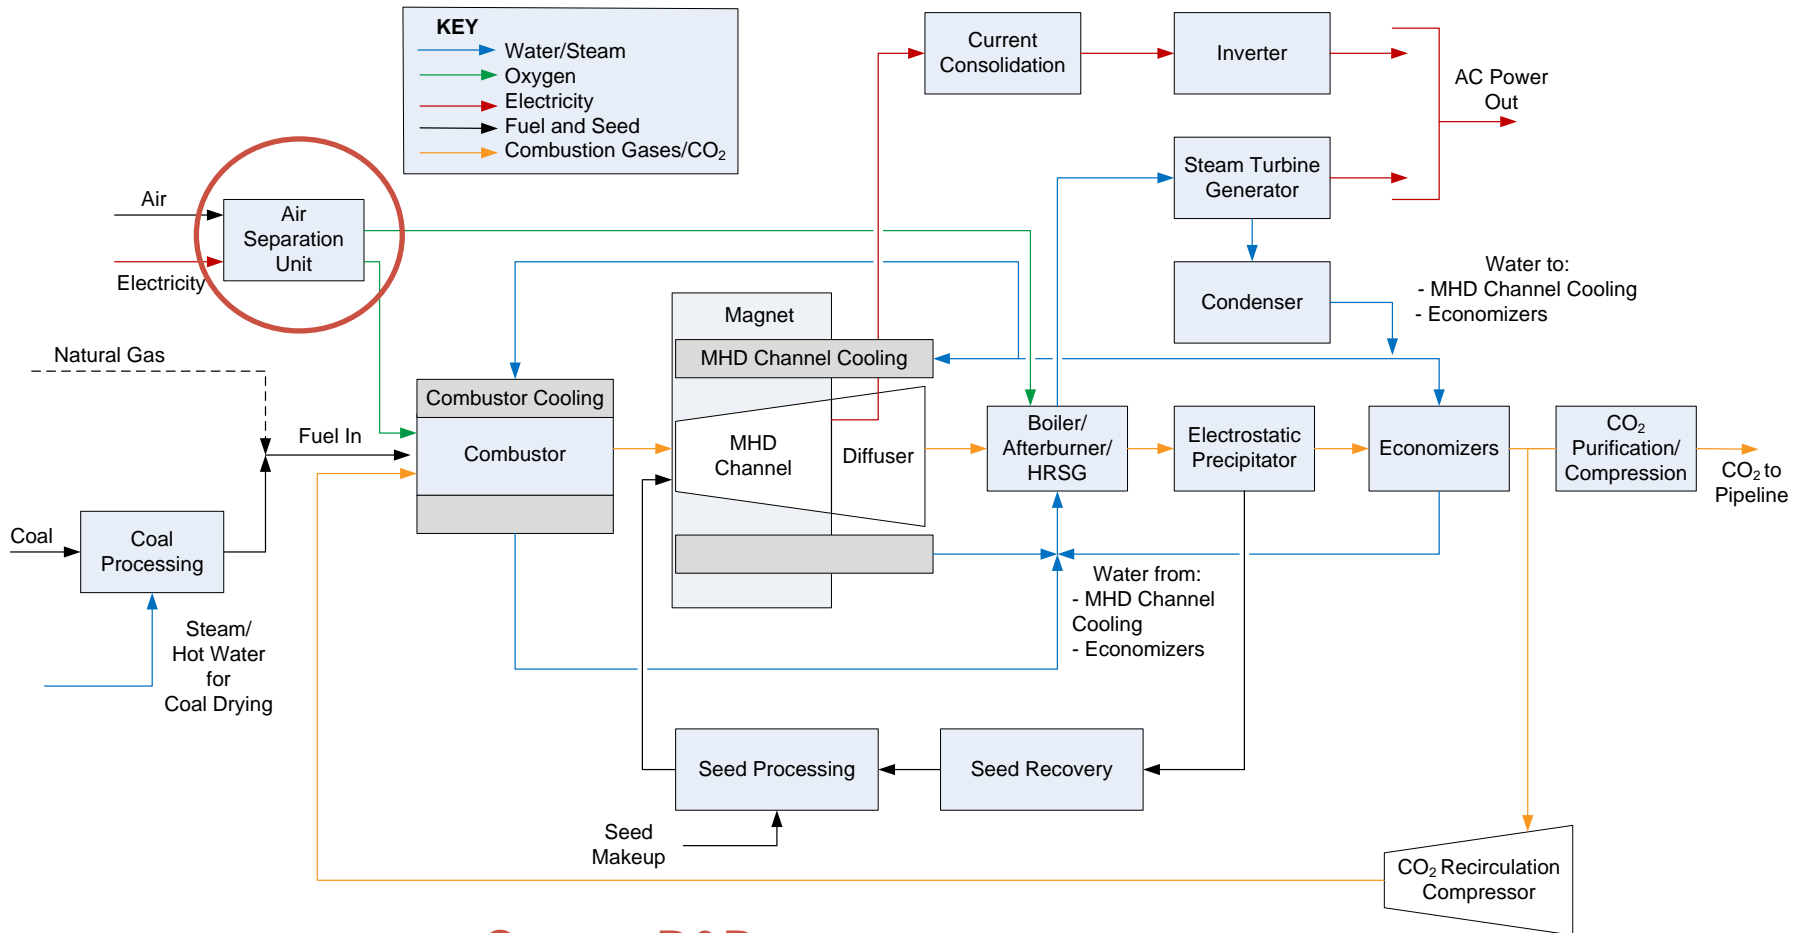 KEY
Water/Steam
Oxygen
Electricity
Fuel and Seed
Combustion Gases/CO₂
Current
Consolidation
Inverter
AC Power
Out
Steam Turbine
Generator
Air
Air
Separation
Unit
Electricity
Condenser
Water to:
- MHD Channel Cooling
- Economizers
Magnet
MHD Channel Cooling
Natural Gas
Combustor Cooling
Fuel In
Combustor
MHD
Channel
Diffuser
Boiler/
Afterburner/
HRSG
Electrostatic
Precipitator
Economizers
CO₂
Purification/
Compression
CO₂ to
Pipeline
Coal
Coal
Processing
Steam/
Hot Water
for
Coal Drying
Water from:
- MHD Channel
Cooling
- Economizers
Seed Processing
Seed Recovery
Seed
Makeup
CO₂ Recirculation
Compressor